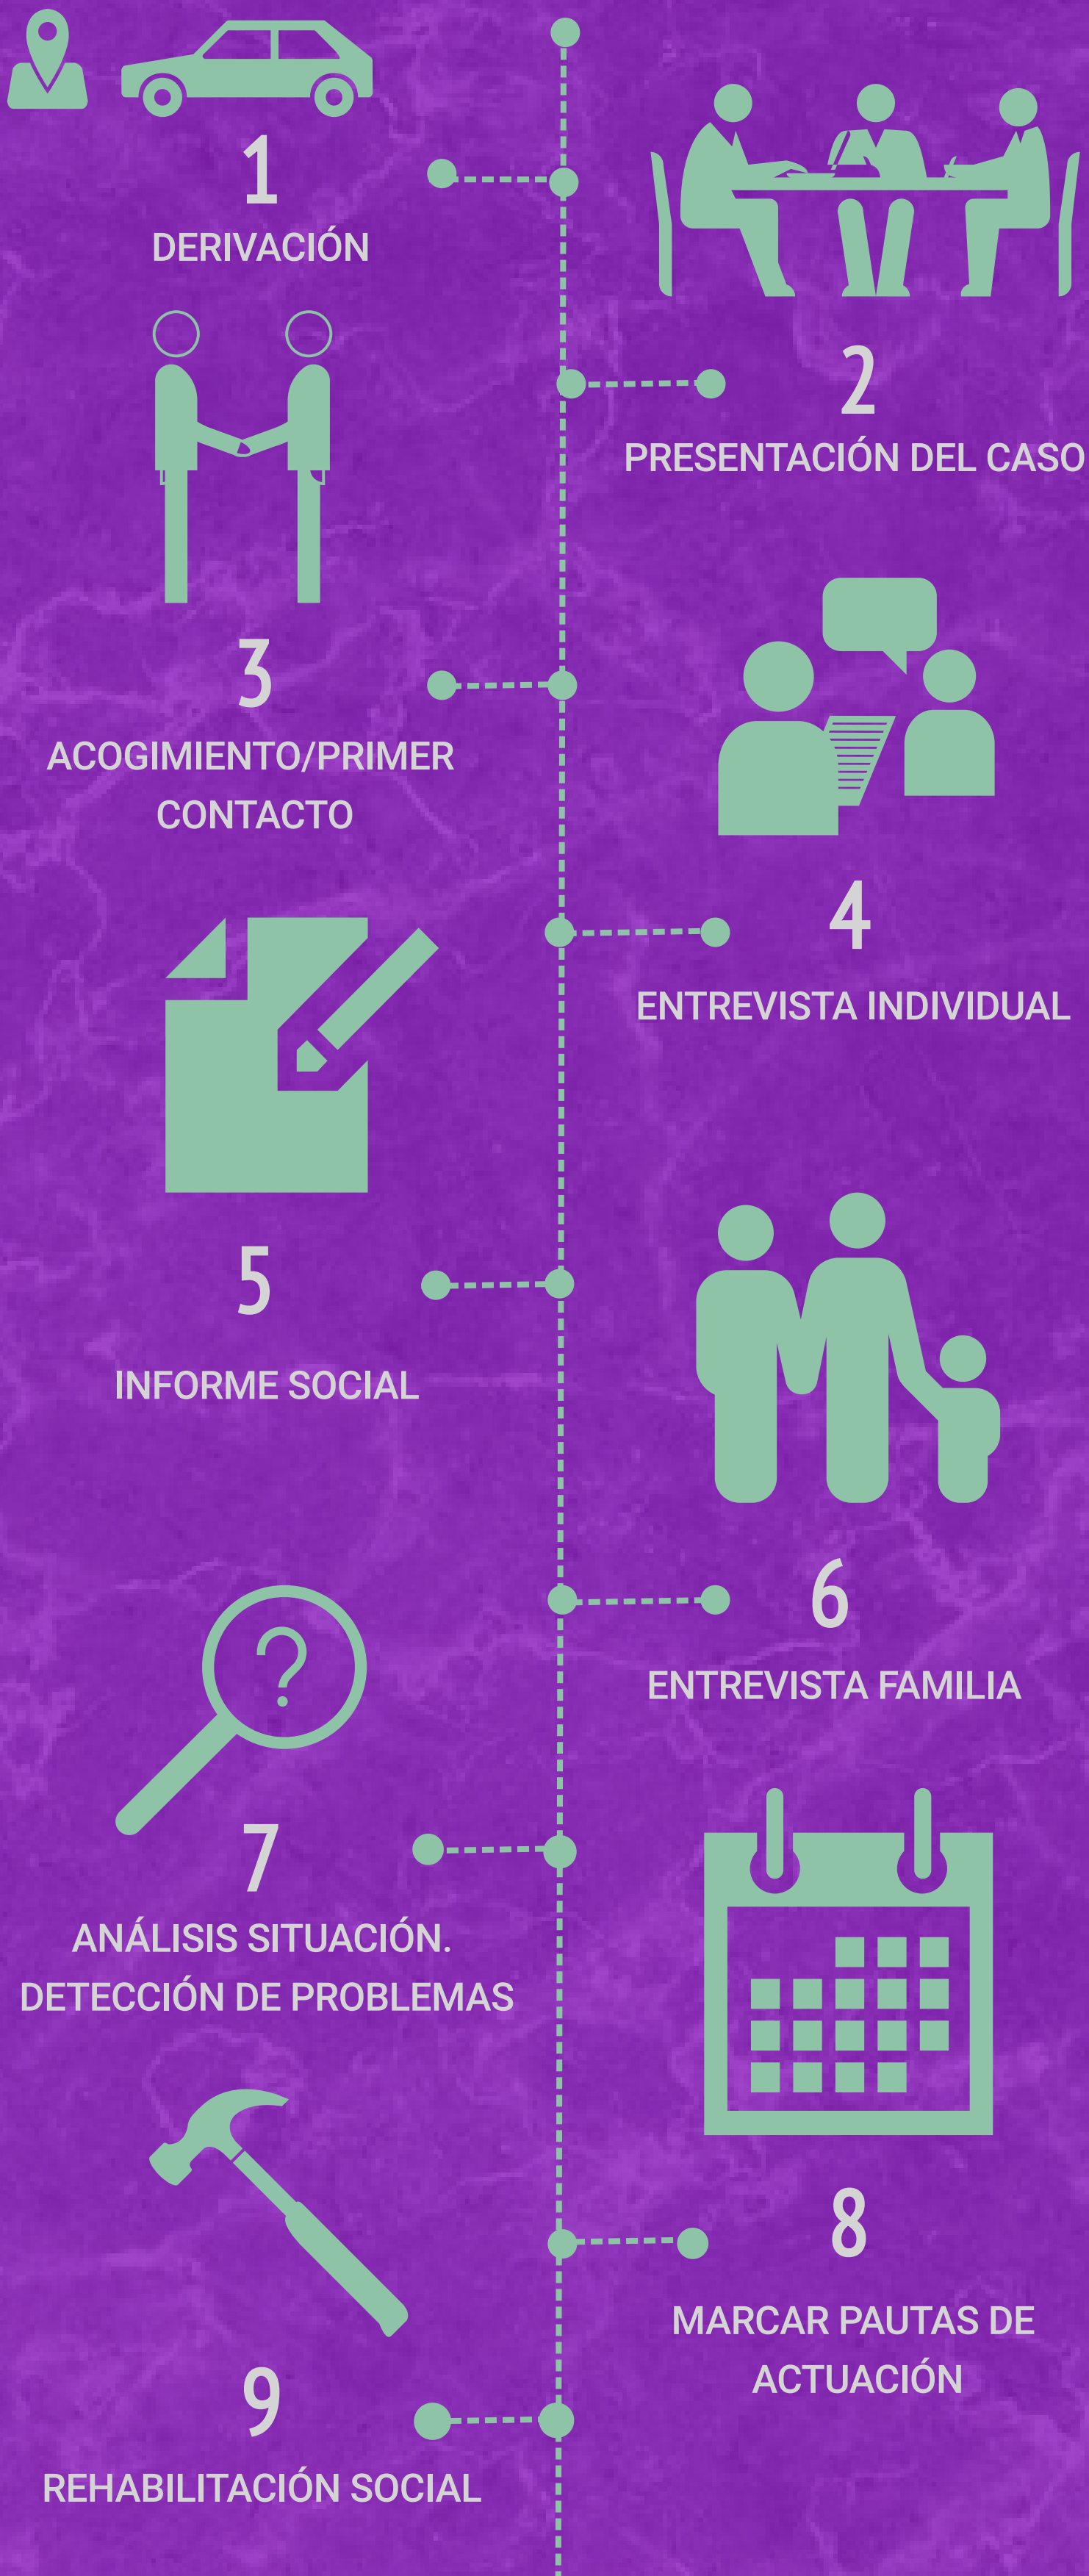 1
DERIVACIÓN
2
PRESENTACIÓN DEL CASO
3
ACOGIMIENTO/PRIMER
CONTACTO
4
ENTREVISTA INDIVIDUAL
5
INFORME SOCIAL
6
ENTREVISTA FAMILIA
?
7
ANÁLISIS SITUACIÓN.
DETECCIÓN DE PROBLEMAS
8
MARCAR PAUTAS DE
ACTUACIÓN
9
REHABILITACIÓN SOCIAL